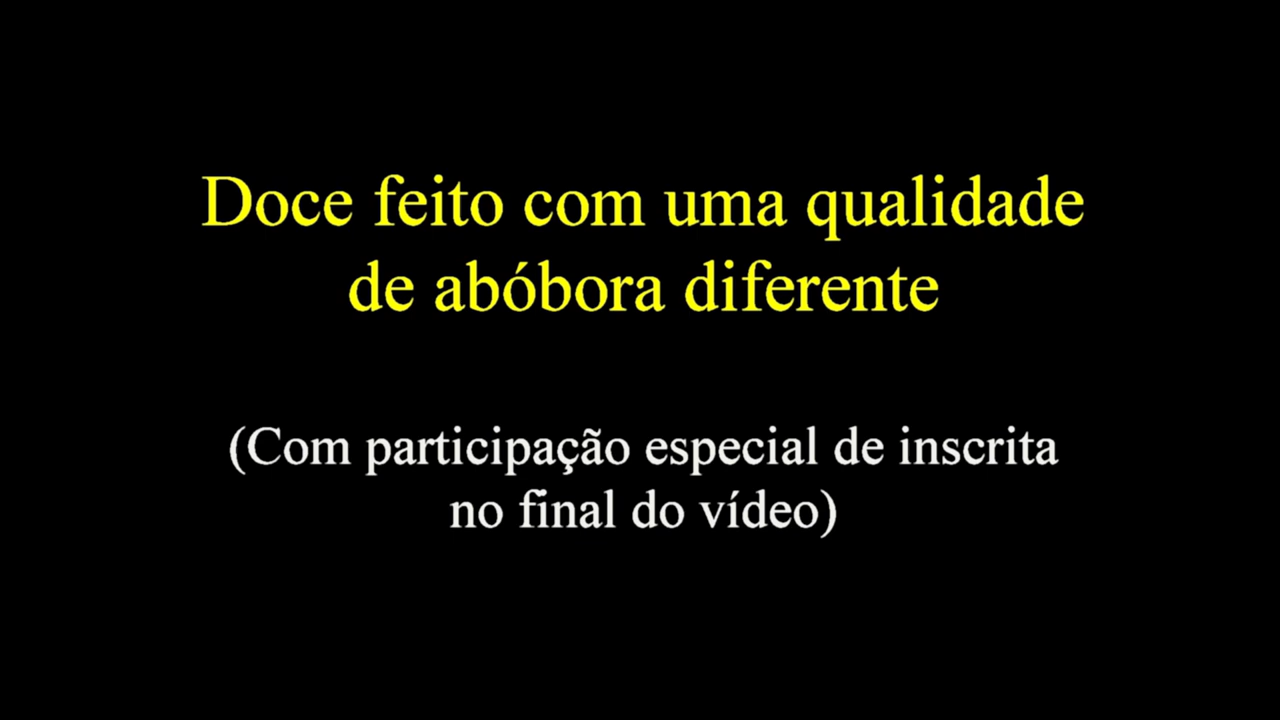 Doce feito com uma qualidade
de abóbora diferente
(Com participação especial de inscrita
no final do vídeo)